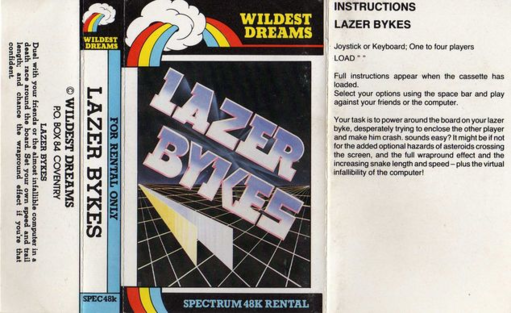 Duel with your friends or the almost infallible computer in a
death race around the board. Set your own speed and trail
length; and chance the wrapround effect if you're that
confident.
LAZER BYKES
© WILDEST DREAMS
P.O. BOX 84 COVENTRY
WILDEST
DREAMS
LAZER BYKES
FOR RENTAL ONLY
SPEC 48k
WILDEST
DREAMS
LAZER
BYKES
SPECTRUM 48K RENTAL
INSTRUCTIONS
LAZER BYKES
Joystick or Keyboard; One to four players
LOAD " "
Full instructions appear when the cassette has
loaded.
Select your options using the space bar and play
against your friends or the computer.
Your task is to power around the board on your lazer
byke, desperately trying to enclose the other player
and make him crash. sounds easy? It might be if not
for the added optional hazards of asteroids crossing
the screen, and the full wrapround effect and the
increasing snake length and speed – plus the virtual
infallibility of the computer!